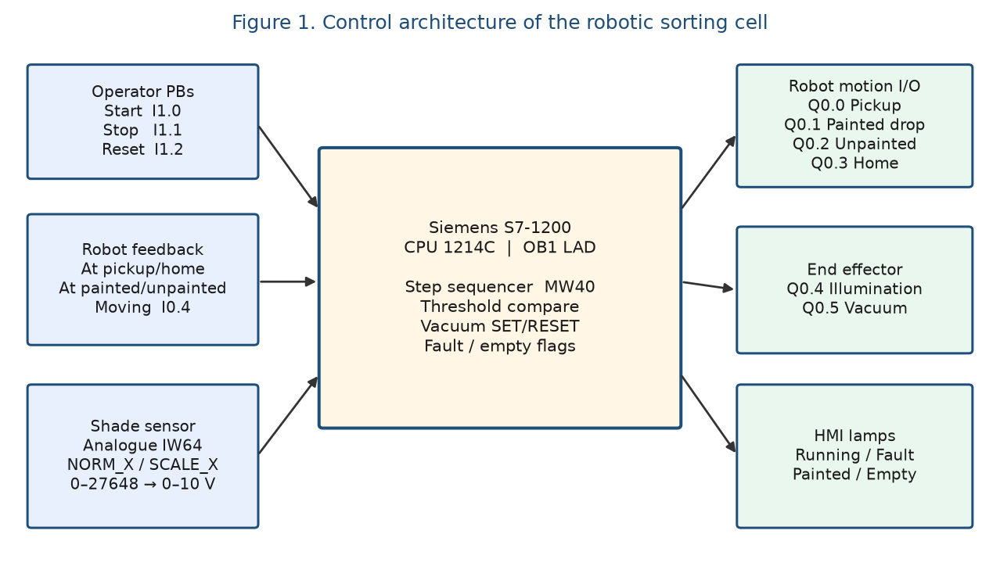 Figure 1. Control architecture of the robotic sorting cell
Operator PBs
Start I1.0
Stop I1.1
Reset I1.2
Robot feedback
At pickup/home
At painted/unpainted
Moving I0.4
Shade sensor
Analogue IW64
NORM_X / SCALE_X
0–27648 → 0–10 V
Siemens S7-1200
CPU 1214C | OB1 LAD
Step sequencer MW40
Threshold compare
Vacuum SET/RESET
Fault / empty flags
Robot motion I/O
Q0.0 Pickup
Q0.1 Painted drop
Q0.2 Unpainted
Q0.3 Home
End effector
Q0.4 Illumination
Q0.5 Vacuum
HMI lamps
Running / Fault
Painted / Empty